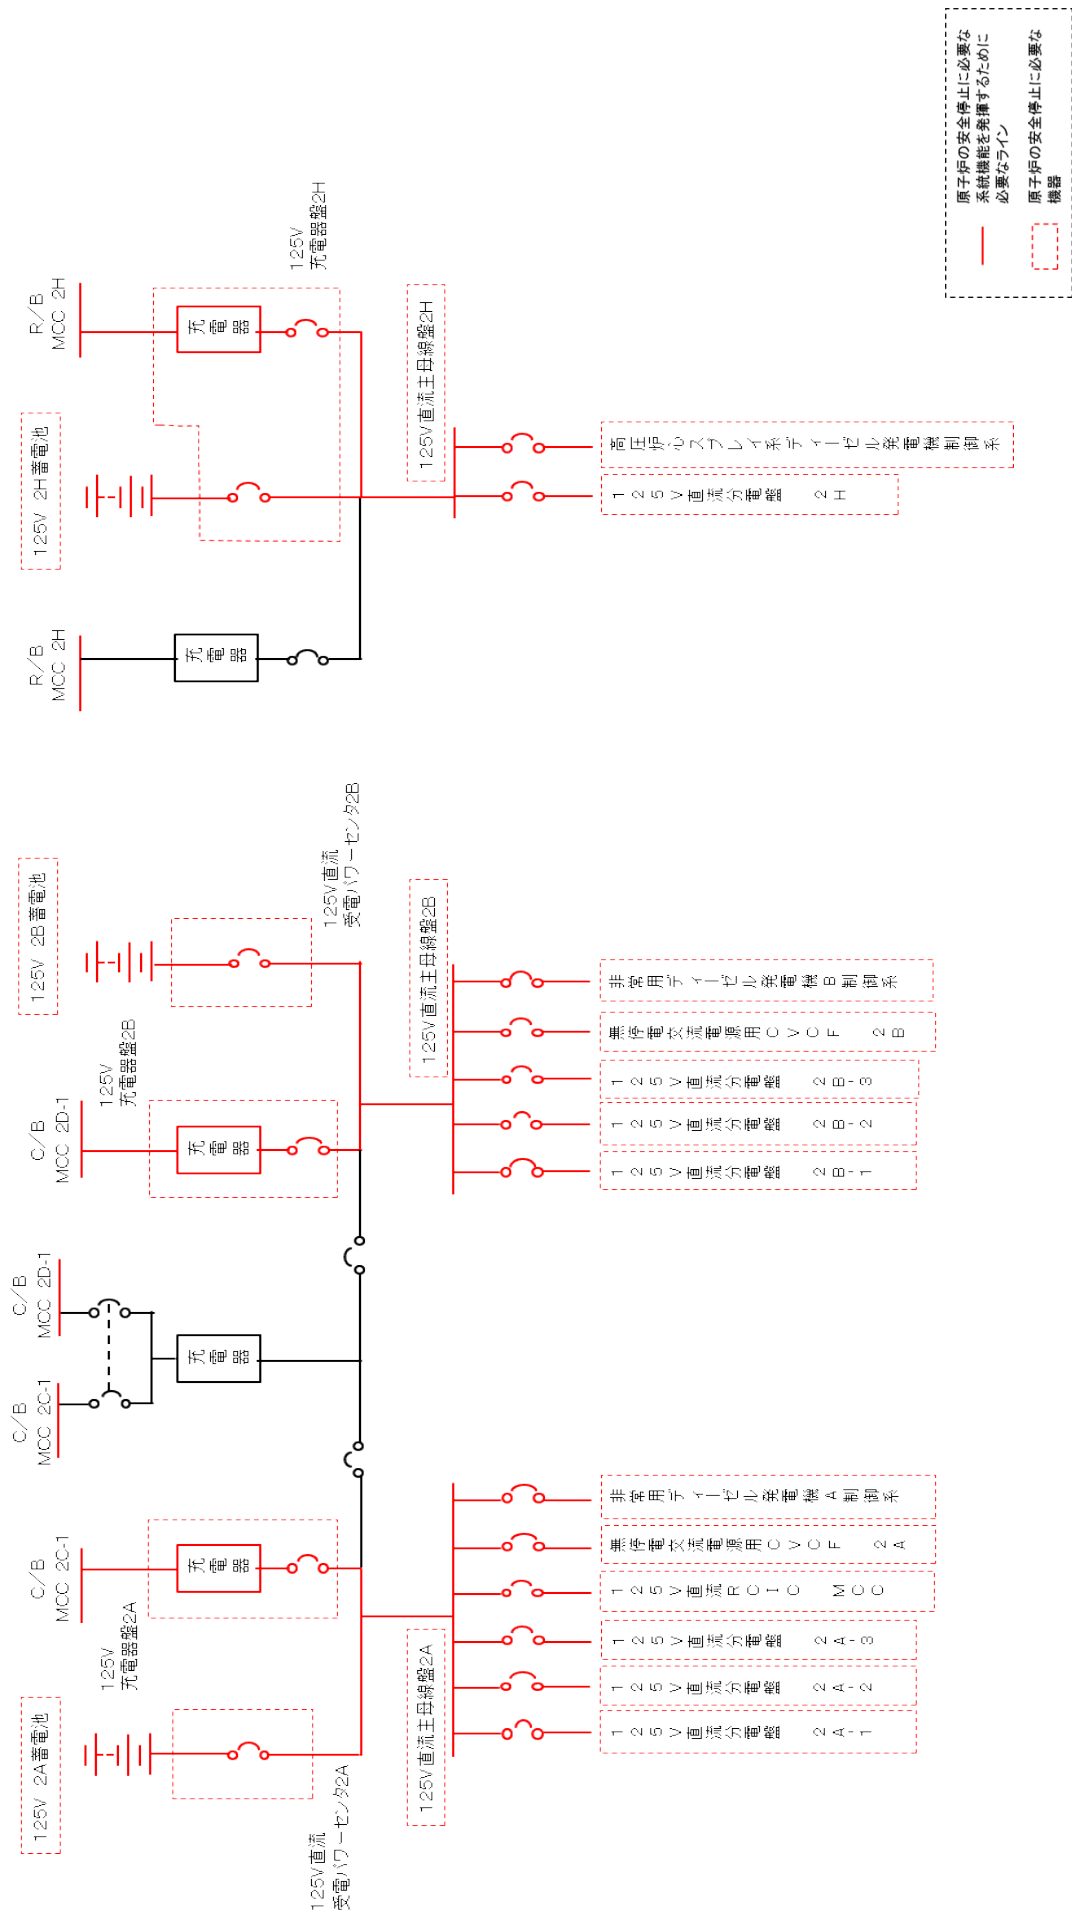 125V 2A蓄電池
125V直流
受電パワーセンタ2A
125V
充電器盤2A
C/B
MCC 2C-1
充電器
C/B
MCC 2C-1
C/B
MCC 2D-1
充電器
C/B
MCC 2D-1
125V
充電器盤2B
充電器
125V 2B蓄電池
125V直流
受電パワーセンタ2B
R/B
MCC 2H
充電器
125V 2H蓄電池
R/B
MCC 2H
充電器
125V
充電器盤2H
125V直流主母線盤2A
125V直流主母線盤2B
125V直流主母線盤2H
125V直流分電盤 2A-1
125V直流分電盤 2A-2
125V直流分電盤 2A-3
125V直流RCIC MCC
無停電交流電源用CVCF 2A
非常用ディーゼル発電機A制御系
125V直流分電盤 2B-1
125V直流分電盤 2B-2
125V直流分電盤 2B-3
無停電交流電源用CVCF 2B
非常用ディーゼル発電機B制御系
125V直流分電盤 2H
高圧炉心スプレイ系ディーゼル発電機制御系
原子炉の安全停止に必要な
系統機能を発揮するために
必要なライン
原子炉の安全停止に必要な
機器